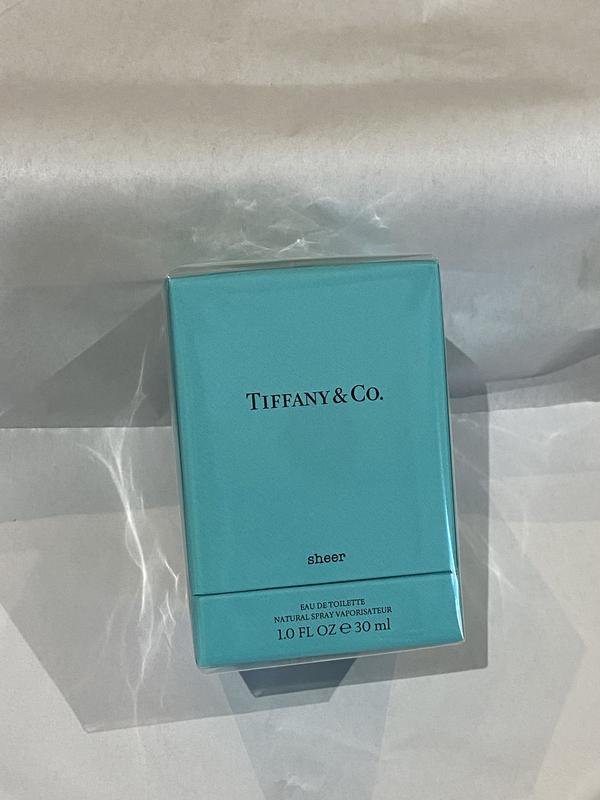 TIFFANY & CO.
sheer
EAU DE TOILETTE
NATURAL SPRAY VAPORISATEUR
1.0 FL OZ ℮ 30 ml